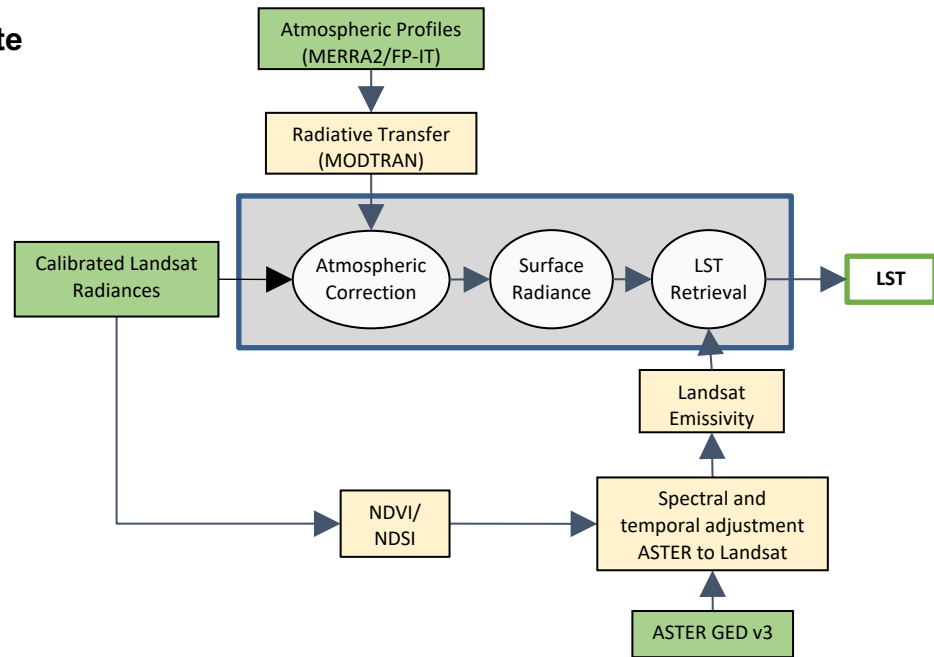 te
Atmospheric Profiles
(MERRA2/FP-IT)
Radiative Transfer
(MODTRAN)
Calibrated Landsat
Radiances
Atmospheric
Correction
Surface
Radiance
LST
Retrieval
LST
Landsat
Emissivity
NDVI/
NDSI
Spectral and
temporal adjustment
ASTER to Landsat
ASTER GED v3